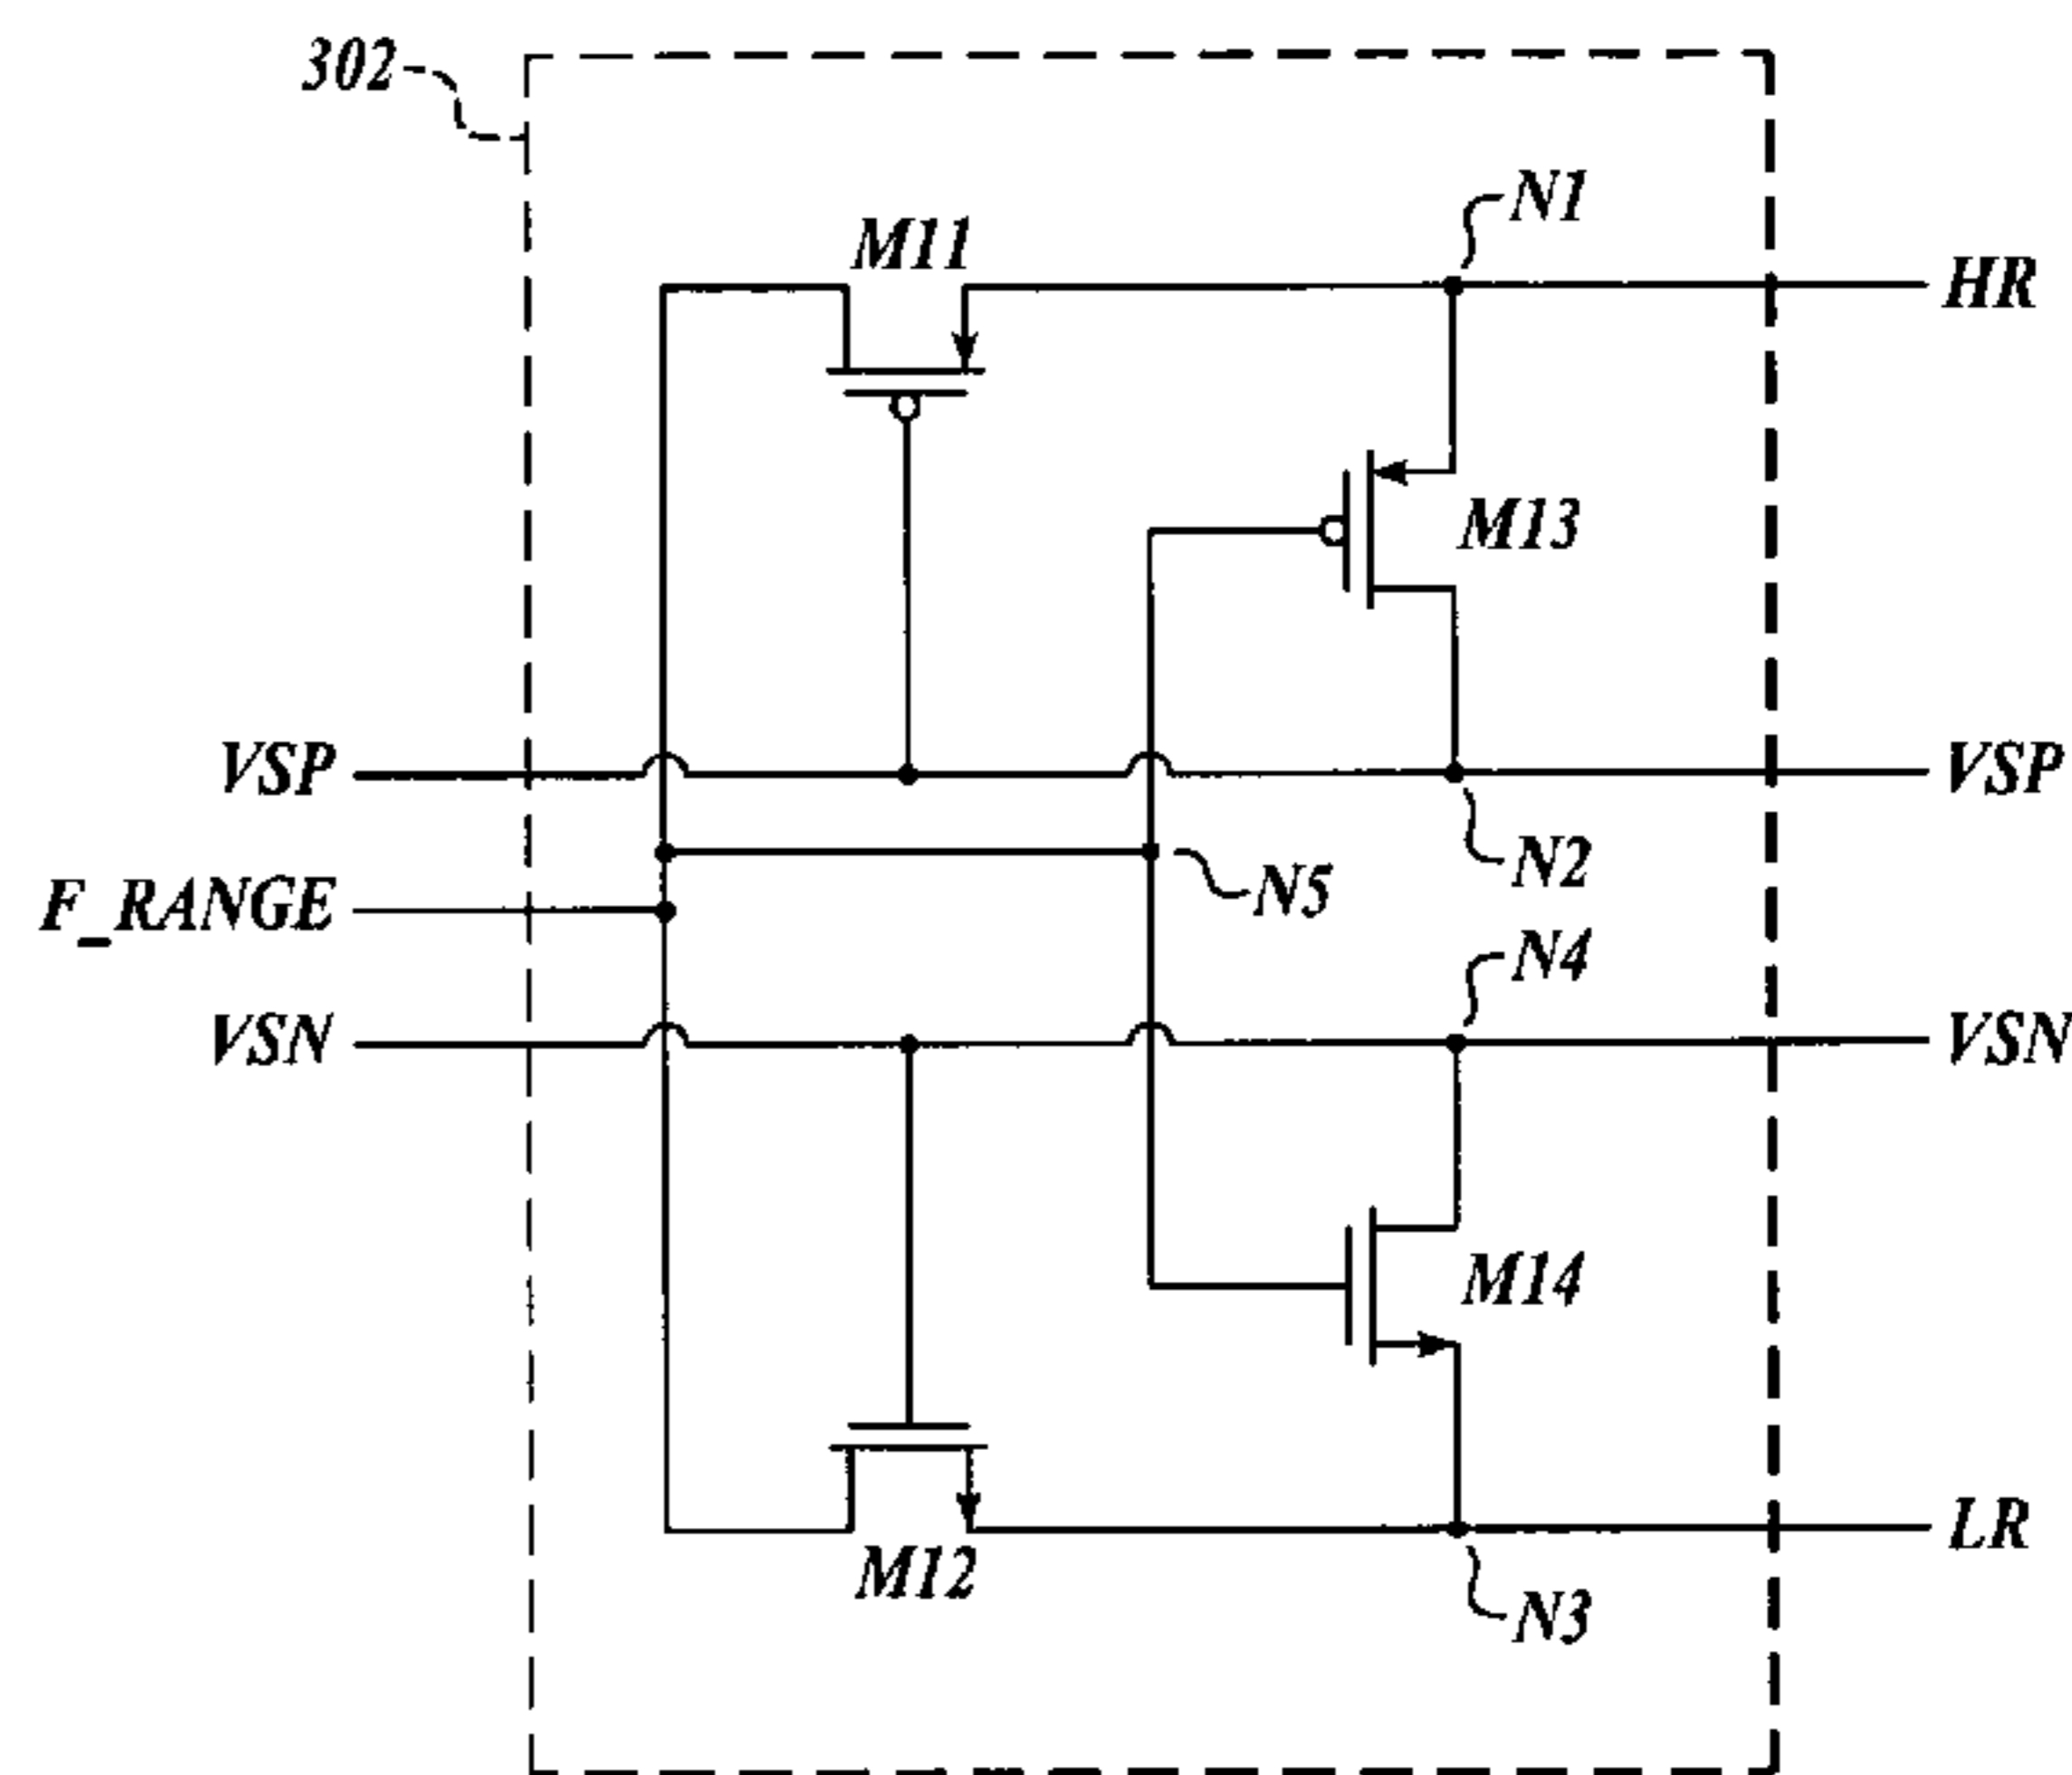 302
N1
M11
HR
M13
VSP
VSP
N2
F_RANGE
N5
N4
VSN
VSN
M14
LR
M12
N3